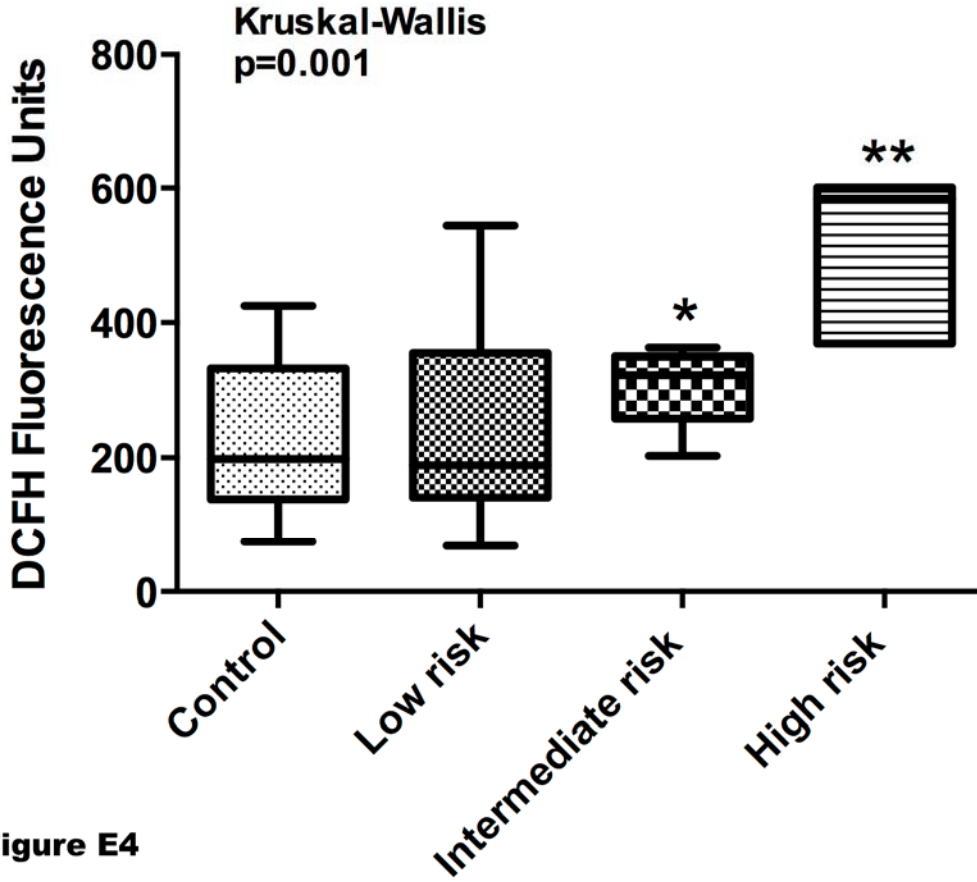 Kruskal-Wallis
p=0.001
DCFH Fluorescence Units
800
600
400
200
0
*
**
Control
Low risk
Intermediate risk
High risk
igure E4